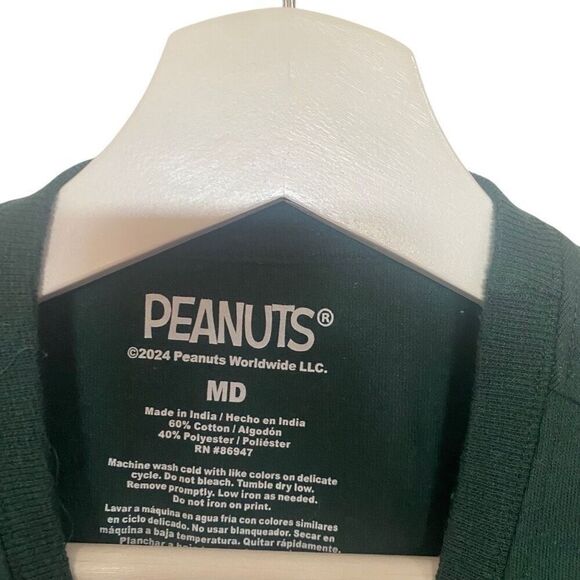 PEANUTS®
©2024 Peanuts Worldwide LLC.
MD
Made in India / Hecho en India
60% Cotton / Algodón
40% Polyester / Poliéster
RN #86947
Machine wash cold with like colors on delicate
cycle. Do not bleach. Tumble dry low.
Remove promptly. Low iron as needed.
Do not iron on print.
Lavar a máquina en agua fría con colores similares
en ciclo delicado. No usar blanqueador. Secar en
máquina a baja temperatura. Quitar rápidamente.
Planchar a